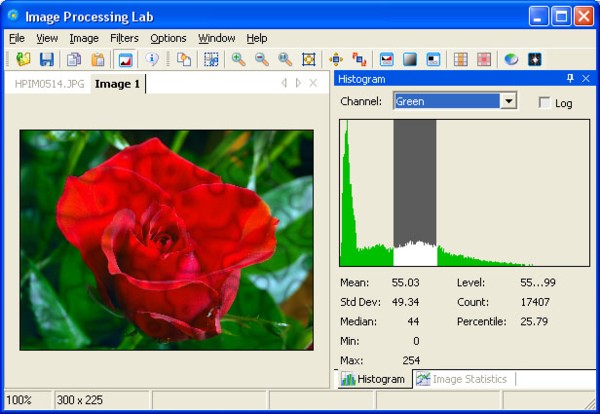 Image Processing Lab
File View Image Filters Options Window Help
HPIM0514.JPG Image 1
Histogram
Channel: Green Log
Mean: 55.03 Level: 55...99
Std Dev: 49.34 Count: 17407
Median: 44 Percentile: 25.79
Min: 0
Max: 254
Histogram Image Statistics
100% 300 x 225